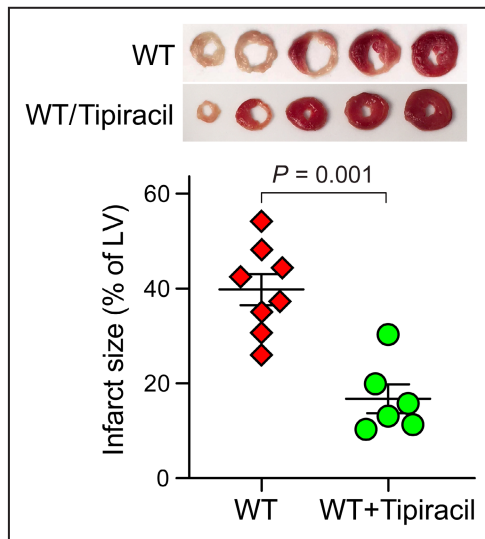 WT
WT/Tipiracil
P = 0.001
Infarct size (% of LV)
60
40
20
0
WT
WT+Tipiracil